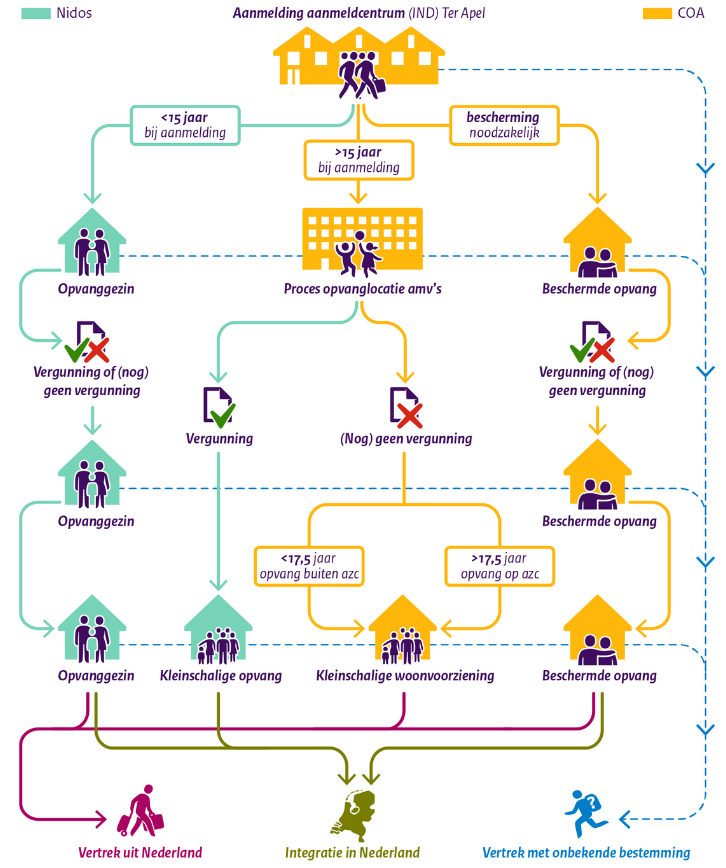 Nidos
Aanmelding aanmeldcentrum (IND) Ter Apel
COA
<15 jaar
bij aanmelding
>15 jaar
bij aanmelding
bescherming
noodzakelijk
Opvanggezin
Proces opvanglocatie amv's
Beschermde opvang
Vergunning of (nog)
geen vergunning
Vergunning of (nog)
geen vergunning
Vergunning
(Nog) geen vergunning
Opvanggezin
Beschermde opvang
<17,5 jaar
opvang buiten azc
>17,5 jaar
opvang op azc
Opvanggezin
Kleinschalige opvang
Kleinschalige woonvoorziening
Beschermde opvang
?
Vertrek uit Nederland
Integratie in Nederland
Vertrek met onbekende bestemming